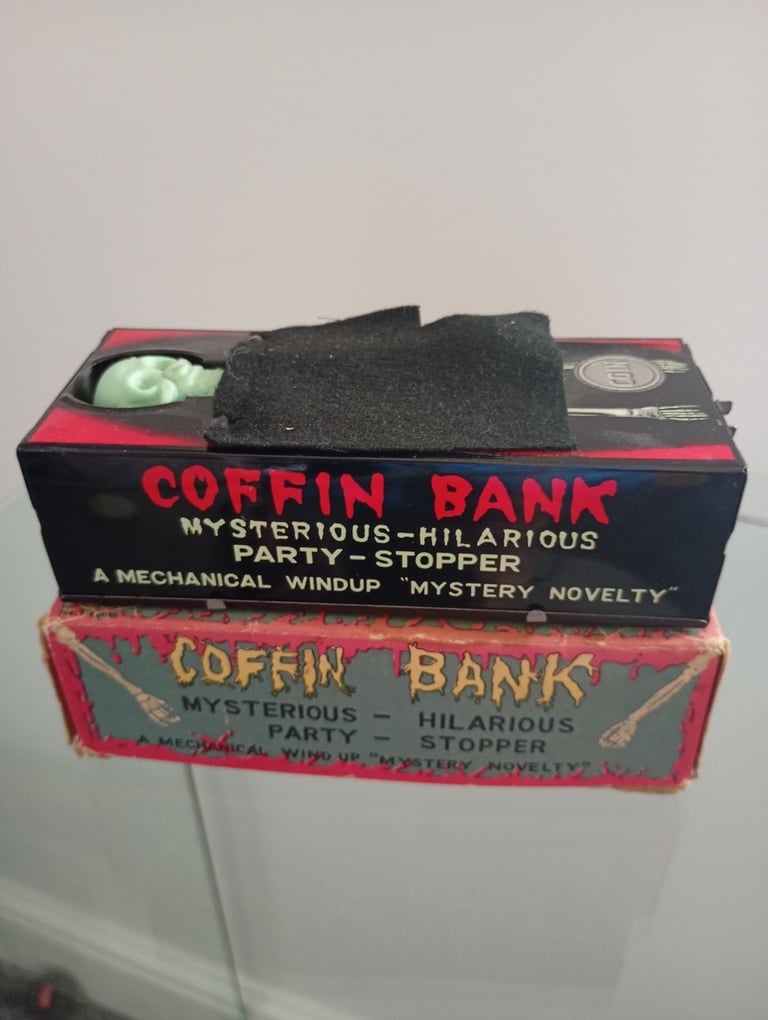 COIN
COFFIN BANK
MYSTERIOUS-HILARIOUS
PARTY-STOPPER
A MECHANICAL WINDUP "MYSTERY NOVELTY"
COFFIN BANK
MYSTERIOUS - HILARIOUS
PARTY - STOPPER
A MECHANICAL WIND UP "MYSTERY NOVELTY"